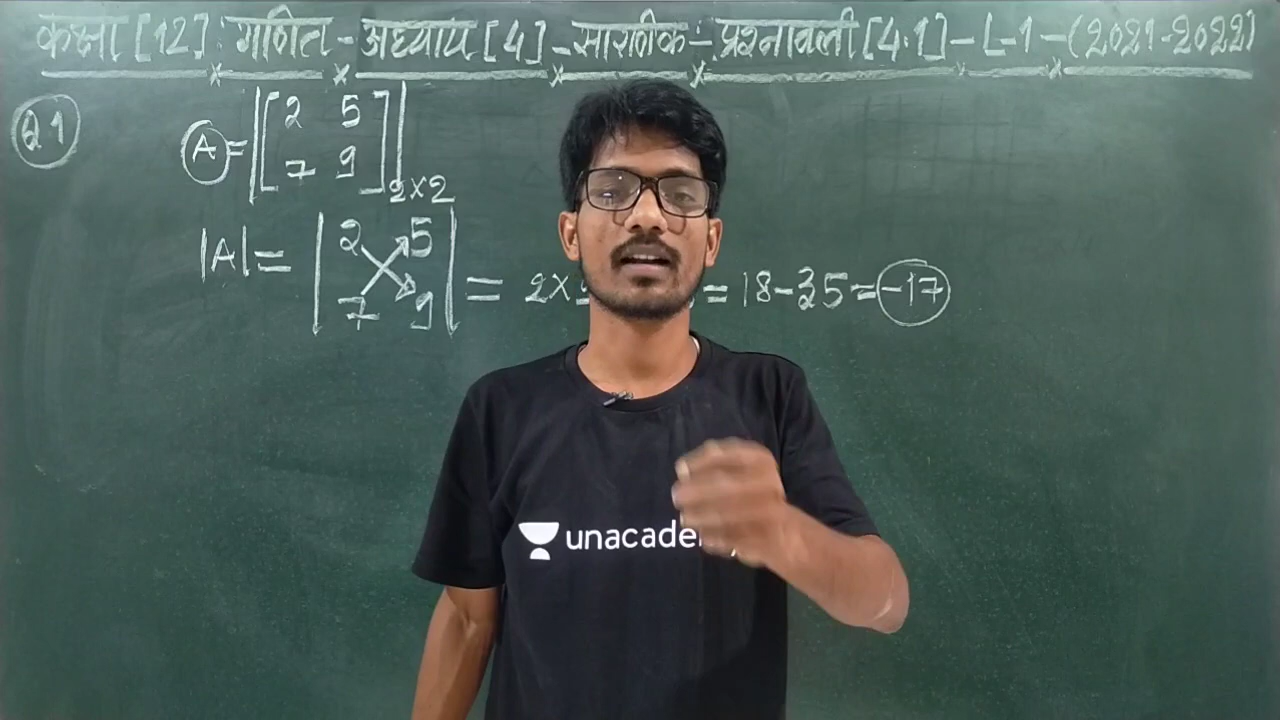 कक्षा [12] गणित - अध्याय [4] - सारणीक - प्रश्नावली [4.1] - L-1 - (2021-2022)
Q.1
A = |[2 5
7 9]| 2×2
|A| = |2 5
7 9| = 2× = 18-35 = -17
unacade